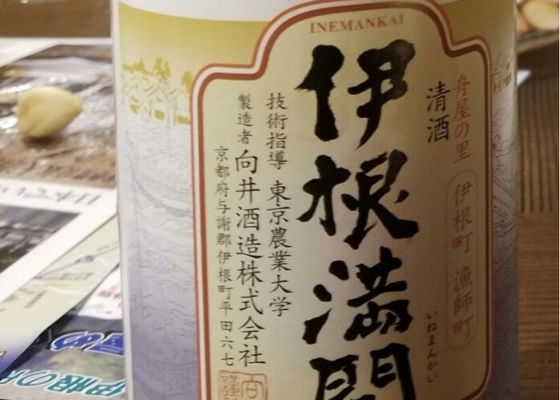 INEMANKAI
舟屋の里 伊根町 漁師町
清酒
いねまんかい
伊根満開
技術指導 東京農業大学
製造者 向井酒造株式会社
京都府与謝郡伊根町平田六七